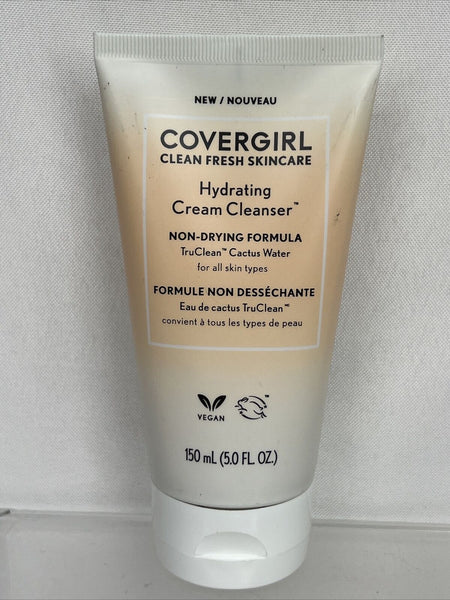 NEW / NOUVEAU
COVERGIRL
CLEAN FRESH SKINCARE
Hydrating
Cream Cleanser™
NON-DRYING FORMULA
TruClean™ Cactus Water
for all skin types
FORMULE NON DESSÉCHANTE
Eau de cactus TruClean™ᴰ
convient à tous les types de peau
VEGAN
150 mL (5.0 FL. OZ.)